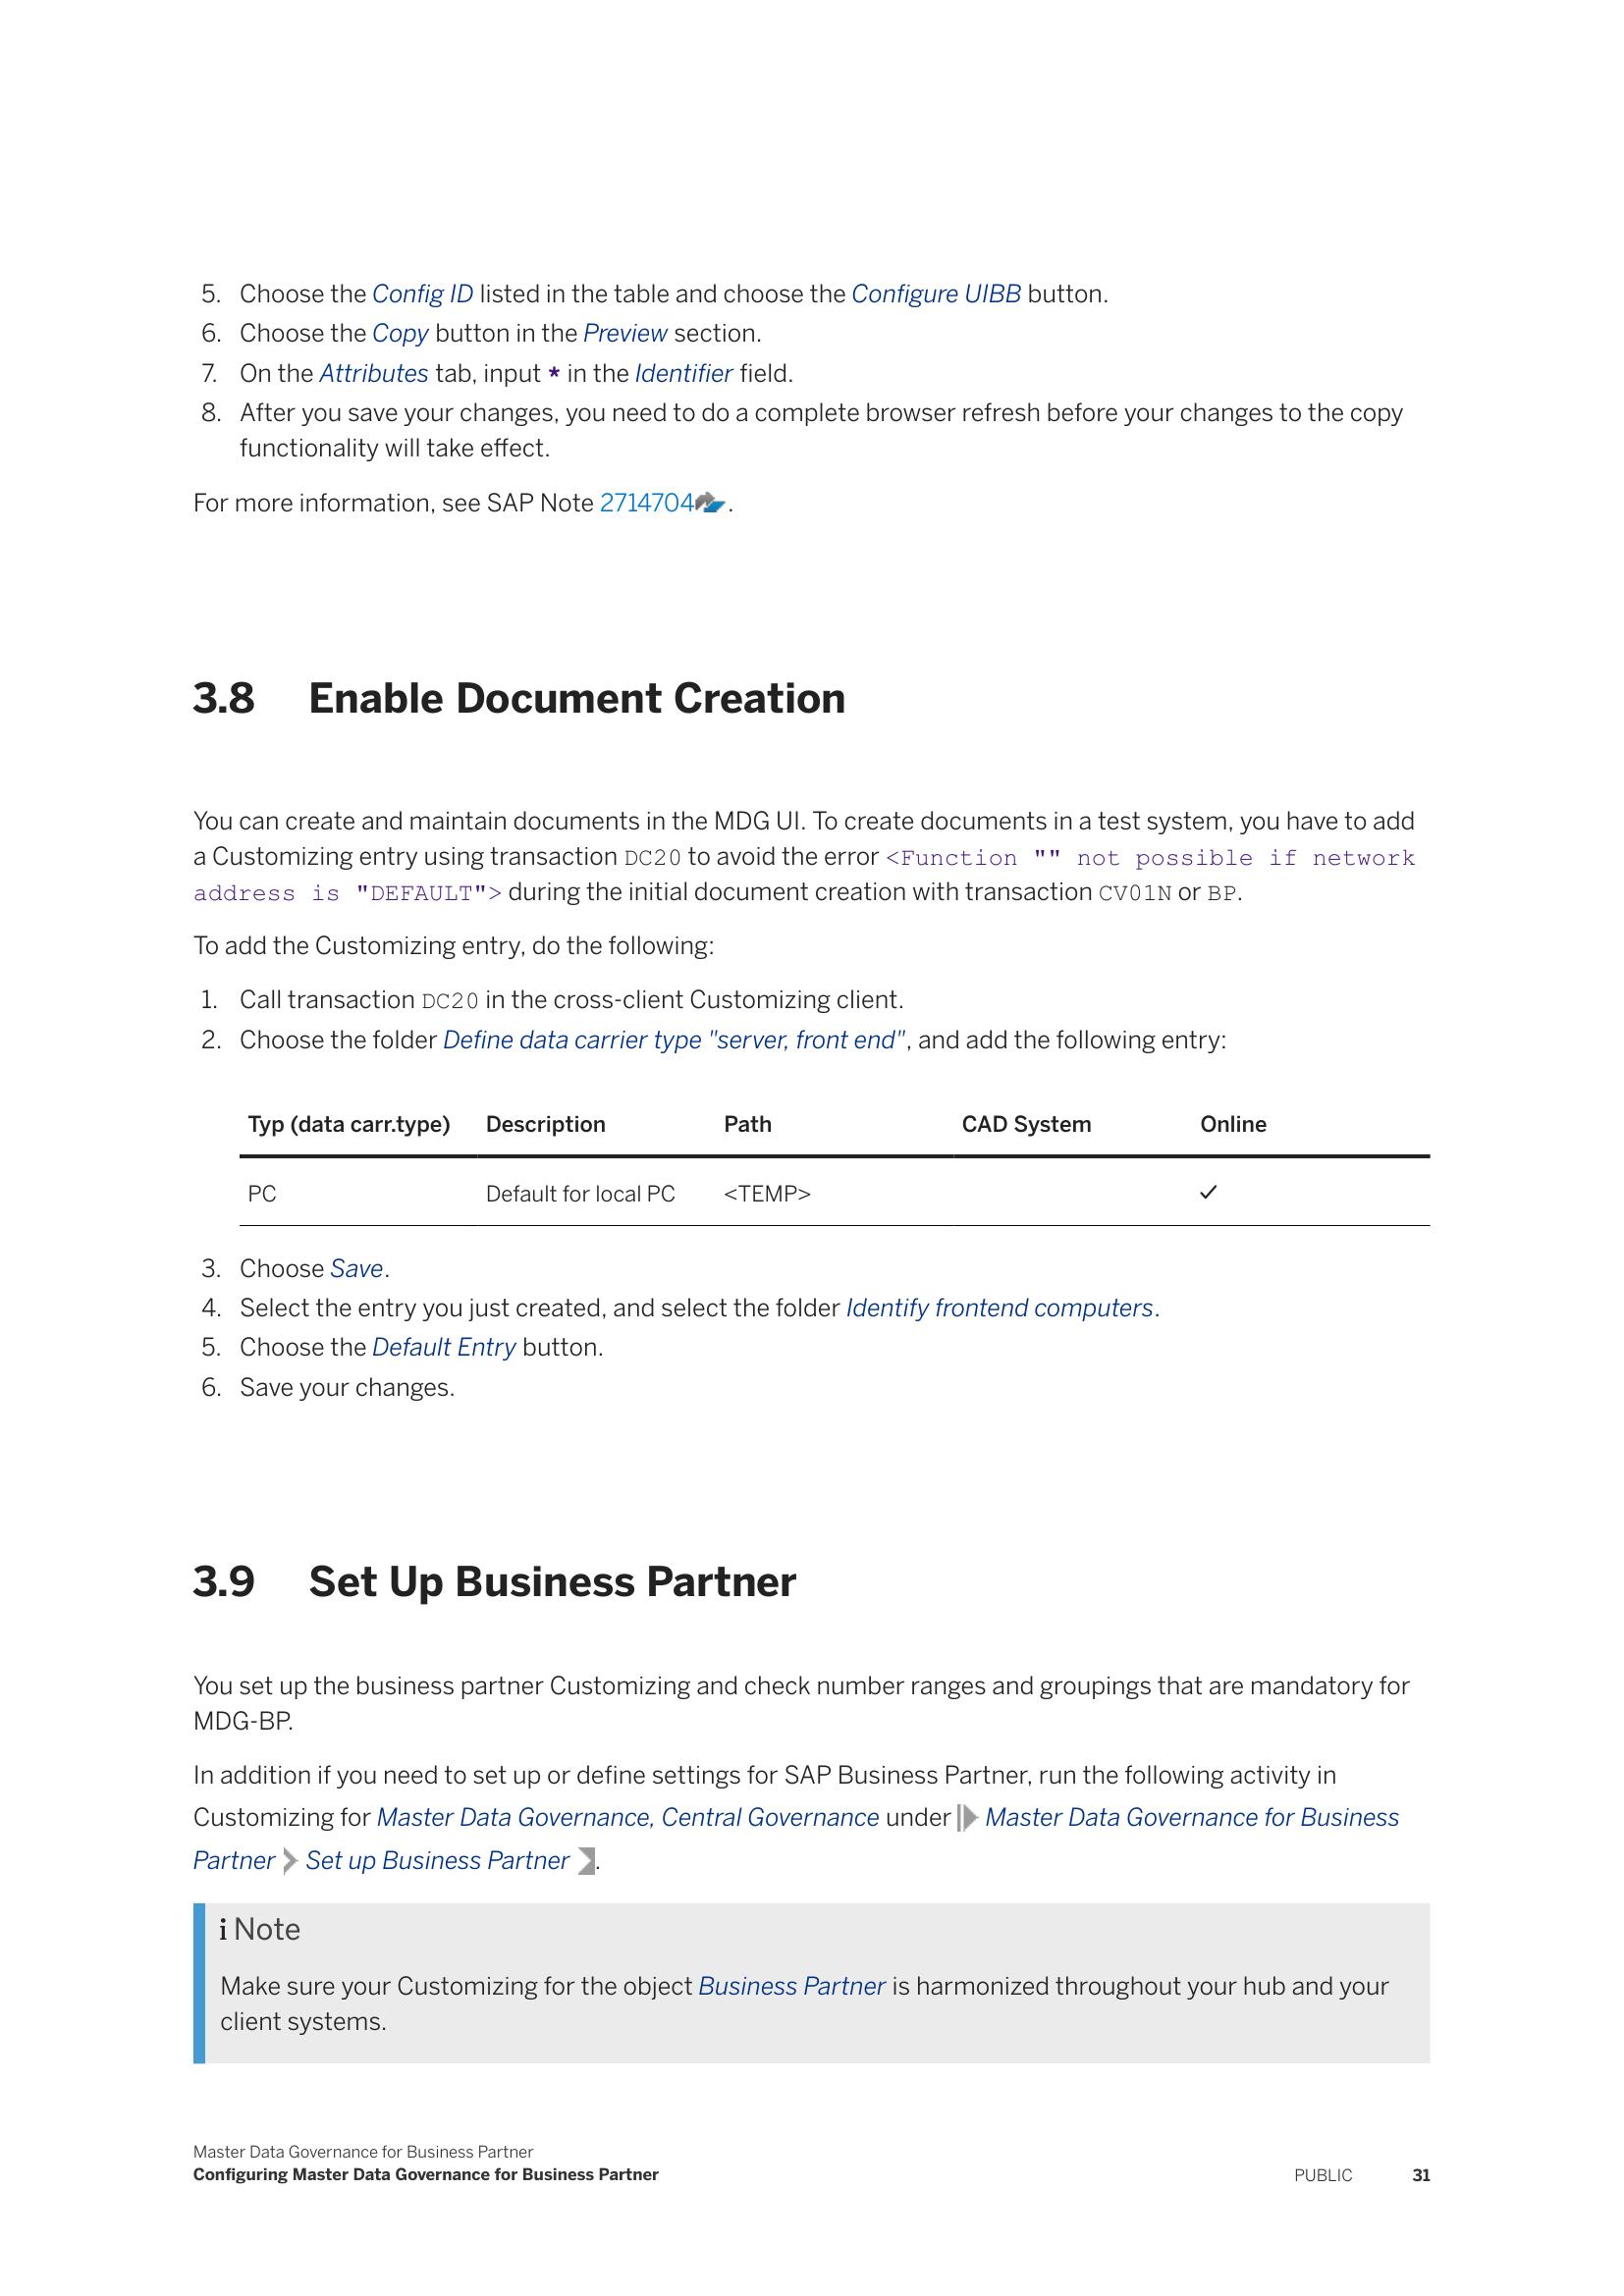 5. Choose the Config ID listed in the table and choose the Configure UIBB button.
6. Choose the Copy button in the Preview section.
7. On the Attributes tab, input * in the Identifier field.
8. After you save your changes, you need to do a complete browser refresh before your changes to the copy
functionality will take effect.
For more information, see SAP Note 2714704.
3.8 Enable Document Creation
You can create and maintain documents in the MDG UI. To create documents in a test system, you have to add
a Customizing entry using transaction DC20 to avoid the error <Function "" not possible if network
address is "DEFAULT"> during the initial document creation with transaction CV01N or BP.
To add the Customizing entry, do the following:
1. Call transaction DC20 in the cross-client Customizing client.
2. Choose the folder Define data carrier type "server, front end", and add the following entry:
Typ (data carr.type) Description Path CAD System Online
PC Default for local PC <TEMP> ✓
3. Choose Save.
4. Select the entry you just created, and select the folder Identify frontend computers.
5. Choose the Default Entry button.
6. Save your changes.
3.9 Set Up Business Partner
You set up the business partner Customizing and check number ranges and groupings that are mandatory for
MDG-BP.
In addition if you need to set up or define settings for SAP Business Partner, run the following activity in
Customizing for Master Data Governance, Central Governance under Master Data Governance for Business
Partner Set up Business Partner .
i Note
Make sure your Customizing for the object Business Partner is harmonized throughout your hub and your
client systems.
Master Data Governance for Business Partner
Configuring Master Data Governance for Business Partner PUBLIC 31